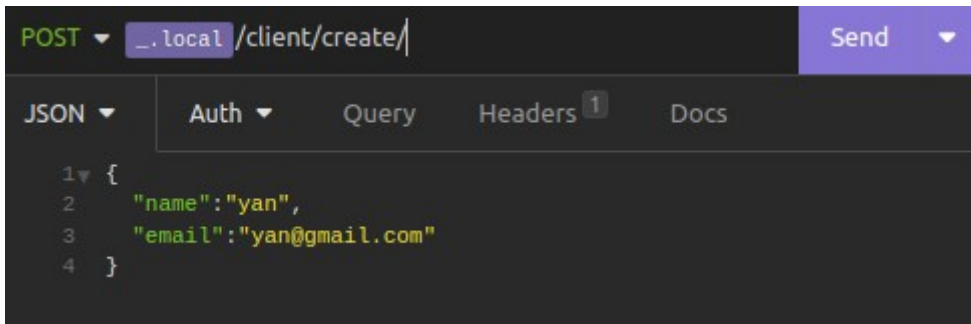 POST _.local /client/create/ Send
JSON Auth Query Headers 1 Docs
1 {
2 "name":"yan",
3 "email":"yan@gmail.com"
4 }